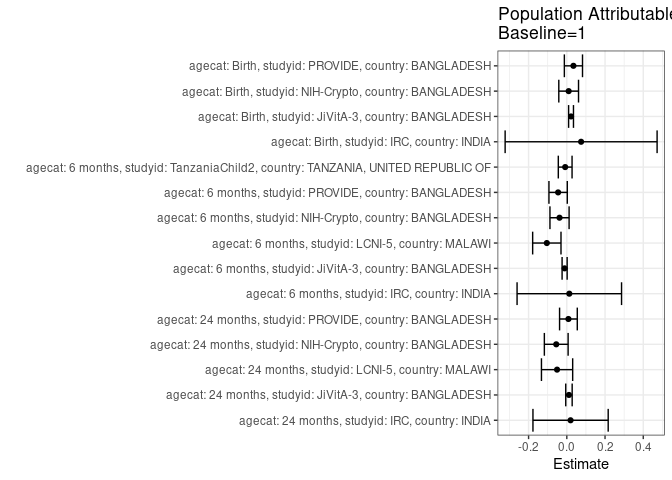 Population Attributable
Baseline=1
agecat: Birth, studyid: PROVIDE, country: BANGLADESH
agecat: Birth, studyid: NIH-Crypto, country: BANGLADESH
agecat: Birth, studyid: JiVitA-3, country: BANGLADESH
agecat: Birth, studyid: IRC, country: INDIA
agecat: 6 months, studyid: TanzaniaChild2, country: TANZANIA, UNITED REPUBLIC OF
agecat: 6 months, studyid: PROVIDE, country: BANGLADESH
agecat: 6 months, studyid: NIH-Crypto, country: BANGLADESH
agecat: 6 months, studyid: LCNI-5, country: MALAWI
agecat: 6 months, studyid: JiVitA-3, country: BANGLADESH
agecat: 6 months, studyid: IRC, country: INDIA
agecat: 24 months, studyid: PROVIDE, country: BANGLADESH
agecat: 24 months, studyid: NIH-Crypto, country: BANGLADESH
agecat: 24 months, studyid: LCNI-5, country: MALAWI
agecat: 24 months, studyid: JiVitA-3, country: BANGLADESH
agecat: 24 months, studyid: IRC, country: INDIA
-0.2 0.0 0.2 0.4
Estimate